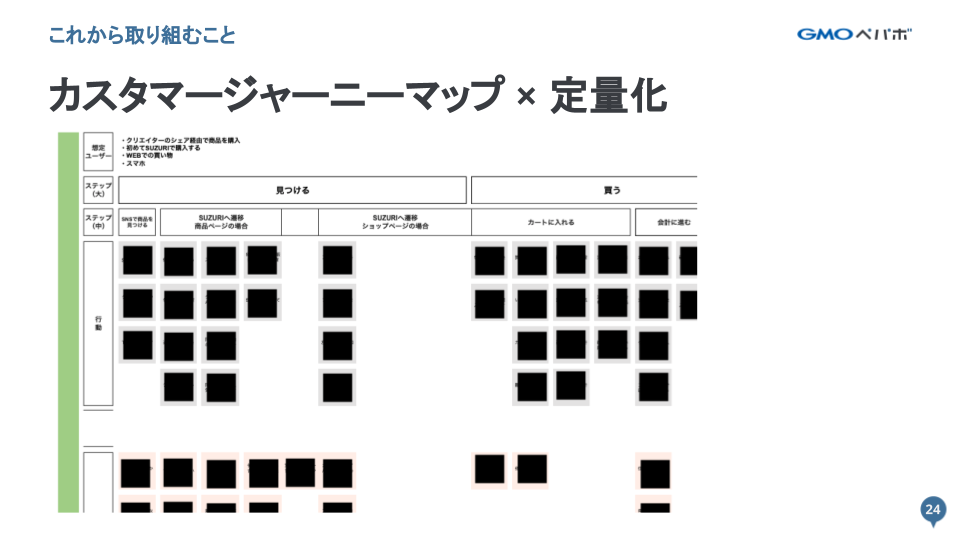 これから取り組むこと
GMOペパボ
カスタマージャーニーマップ × 定量化
想定
ユーザー
・クリエイターのシェア経由で商品を購入
・初めてSUZURIで購入する
・WEBでの買い物
・スマホ
ステップ
(大)
見つける
買う
ステップ
(中)
SNSで商品を
見つける
SUZURIへ遷移
商品ページの場合
SUZURIへ遷移
ショップページの場合
カートに入れる
会計に進む
行
動
24